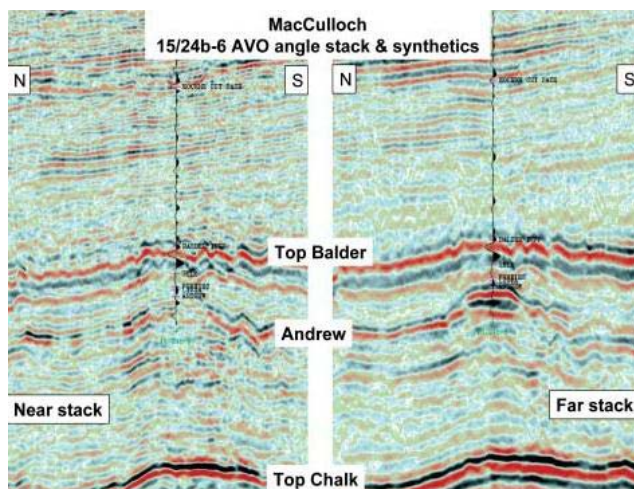 MacCulloch
15/24b-6 AVO angle stack & synthetics
N
S
N
S
Top Balder
Andrew
Near stack
Far stack
Top Chalk